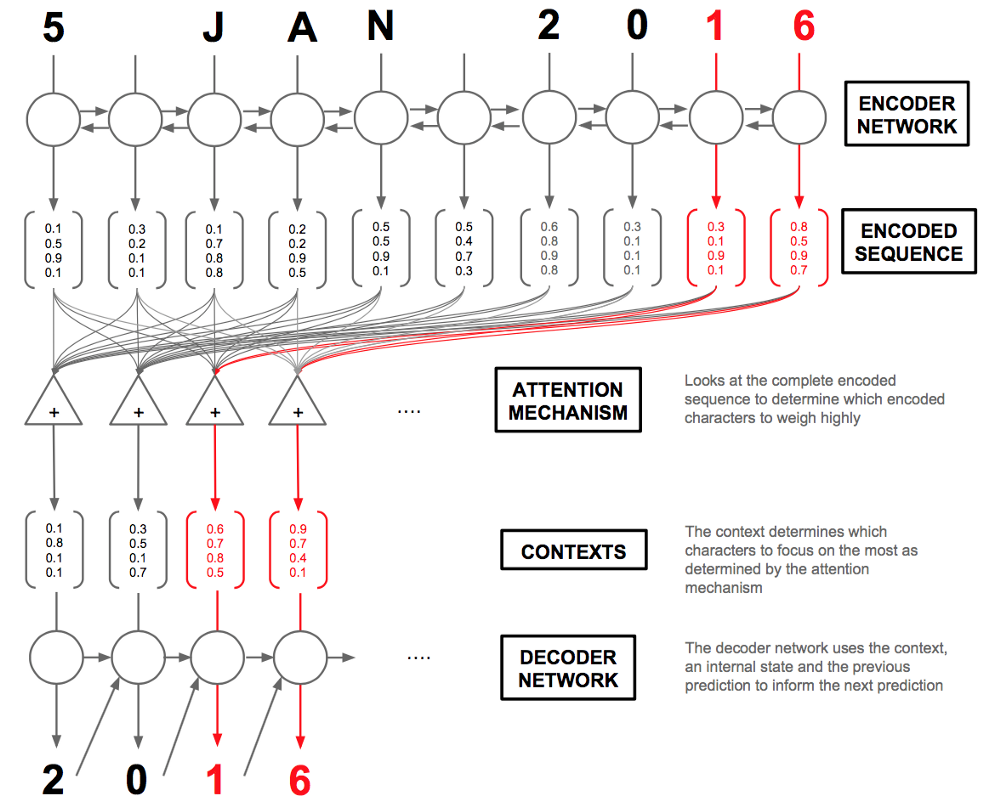 5 J A N 2 0 1 6
ENCODER
NETWORK
0.1 0.3 0.1 0.2 0.5 0.5 0.6 0.3 0.3 0.8
0.5 0.2 0.7 0.2 0.5 0.4 0.8 0.1 0.1 0.5
0.9 0.1 0.8 0.9 0.9 0.7 0.9 0.1 0.9 0.9
0.1 0.1 0.8 0.5 0.1 0.3 0.8 0.1 0.1 0.7
ENCODED
SEQUENCE
+ + + + ....
ATTENTION
MECHANISM
Looks at the complete encoded
sequence to determine which encoded
characters to weigh highly
0.1 0.3 0.6 0.9
0.8 0.5 0.7 0.7
0.1 0.1 0.8 0.4
0.1 0.7 0.5 0.1
CONTEXTS
The context determines which
characters to focus on the most as
determined by the attention
mechanism
....
DECODER
NETWORK
The decoder network uses the context,
an internal state and the previous
prediction to inform the next prediction
2 0 1 6